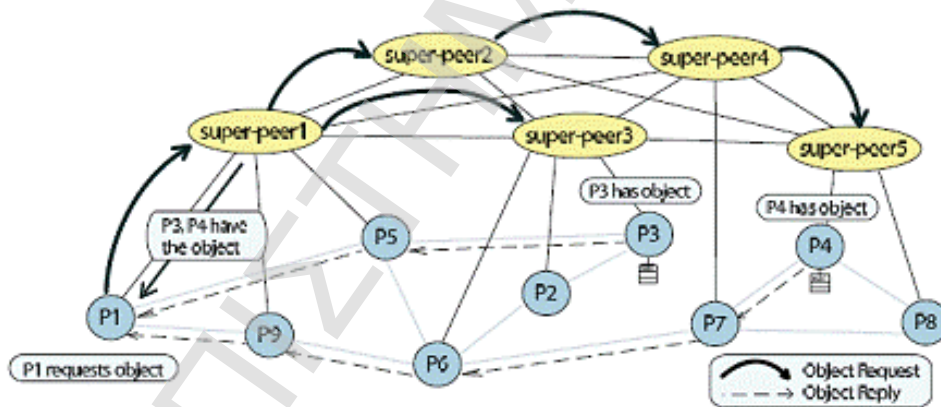 super-peer2
super-peer4
super-peer1
super-peer3
super-peer5
P3 has object
P3, P4 have
the object
P4 has object
P5
P3
P4
P2
P1
P9
P7
P8
P6
P1 requests object
Object Request
Object Reply